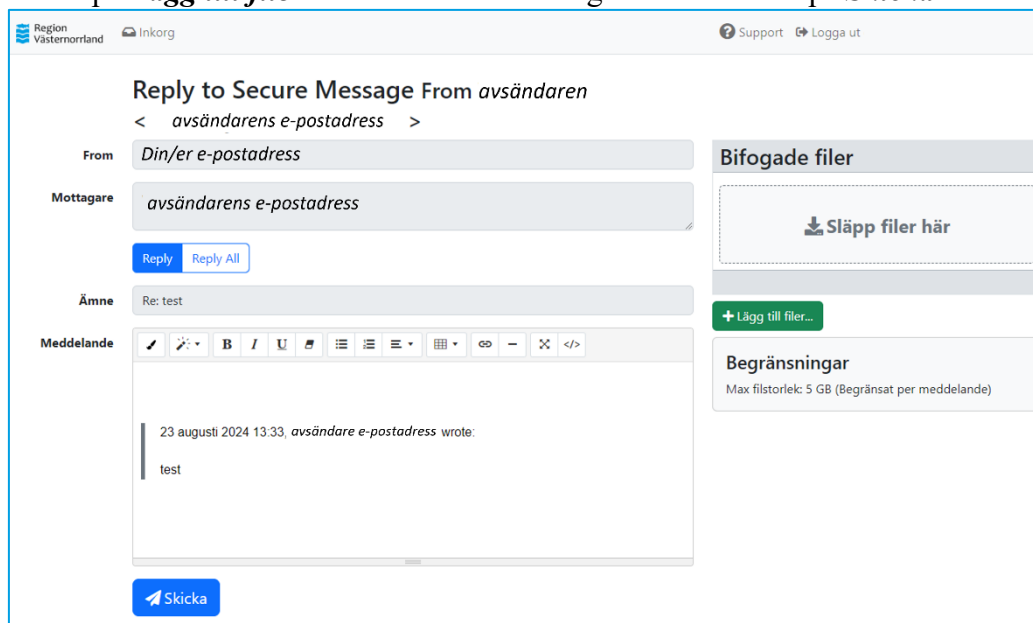 Region
Västernorrland
Inkorg
Support
Logga ut
Reply to Secure Message From avsändaren
< avsändarens e-postadress >
From
Din/er e-postadress
Mottagare
avsändarens e-postadress
Reply
Reply All
Ämne
Re: test
Meddelande
B I U
</>
23 augusti 2024 13:33, avsändare e-postadress wrote:
test
Skicka
Bifogade filer
Släpp filer här
+ Lägg till filer...
Begränsningar
Max filstorlek: 5 GB (Begränsat per meddelande)